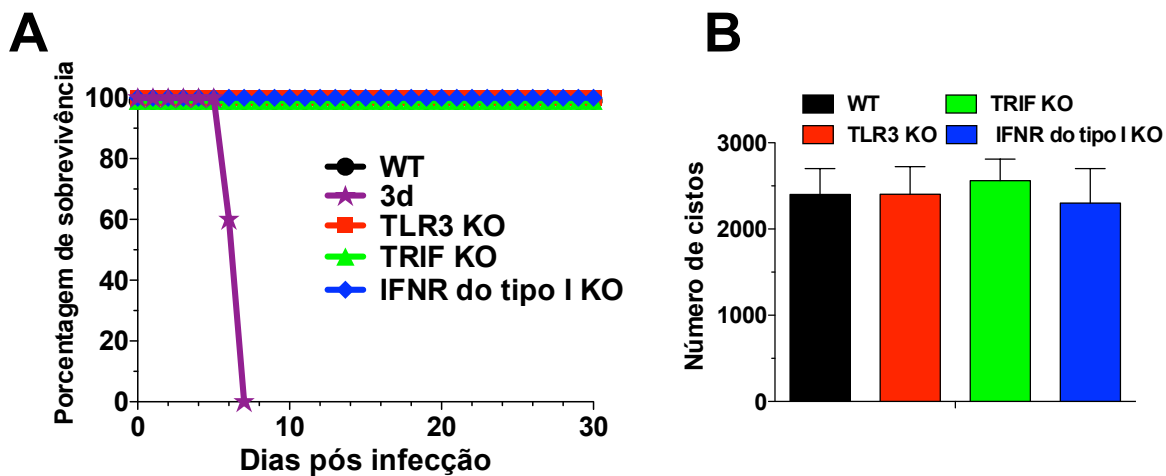 A
Porcentagem de sobrevivência
100
80
60
40
20
0
0
10
20
30
Dias pós infecção
WT
3d
TLR3 KO
TRIF KO
IFNR do tipo I KO
B
WT
TRIF KO
TLR3 KO
IFNR do tipo I KO
Número de cistos
3000
2000
1000
0